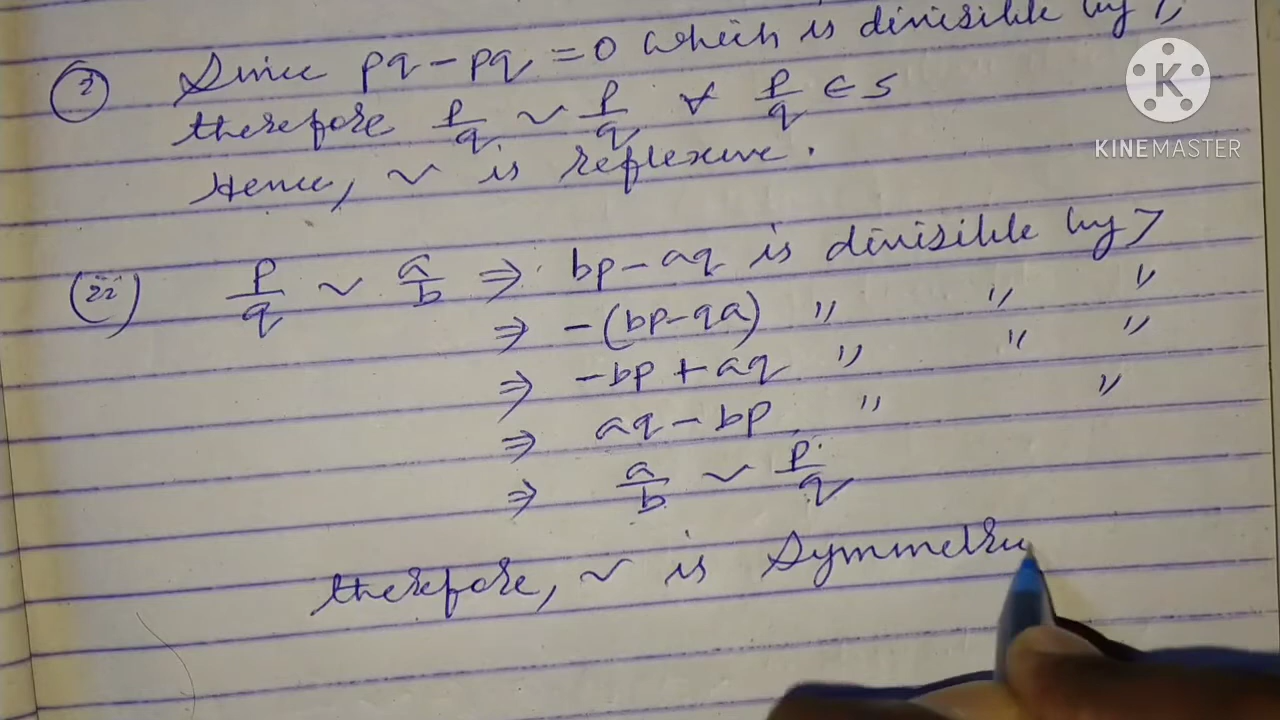 (i) Since pq - pq = 0 which is divisible by 7,
therefore p/q ~ p/q ∀ p/q ∈ S
Hence, ~ is reflexive.
(ii) p/q ~ a/b ⇒ bp - aq is divisible by 7
⇒ -(bp - qa) " " "
⇒ -bp + aq " " "
⇒ aq - bp " "
⇒ a/b ~ p/q
therefore, ~ is Symmetri
K
KINEMASTER